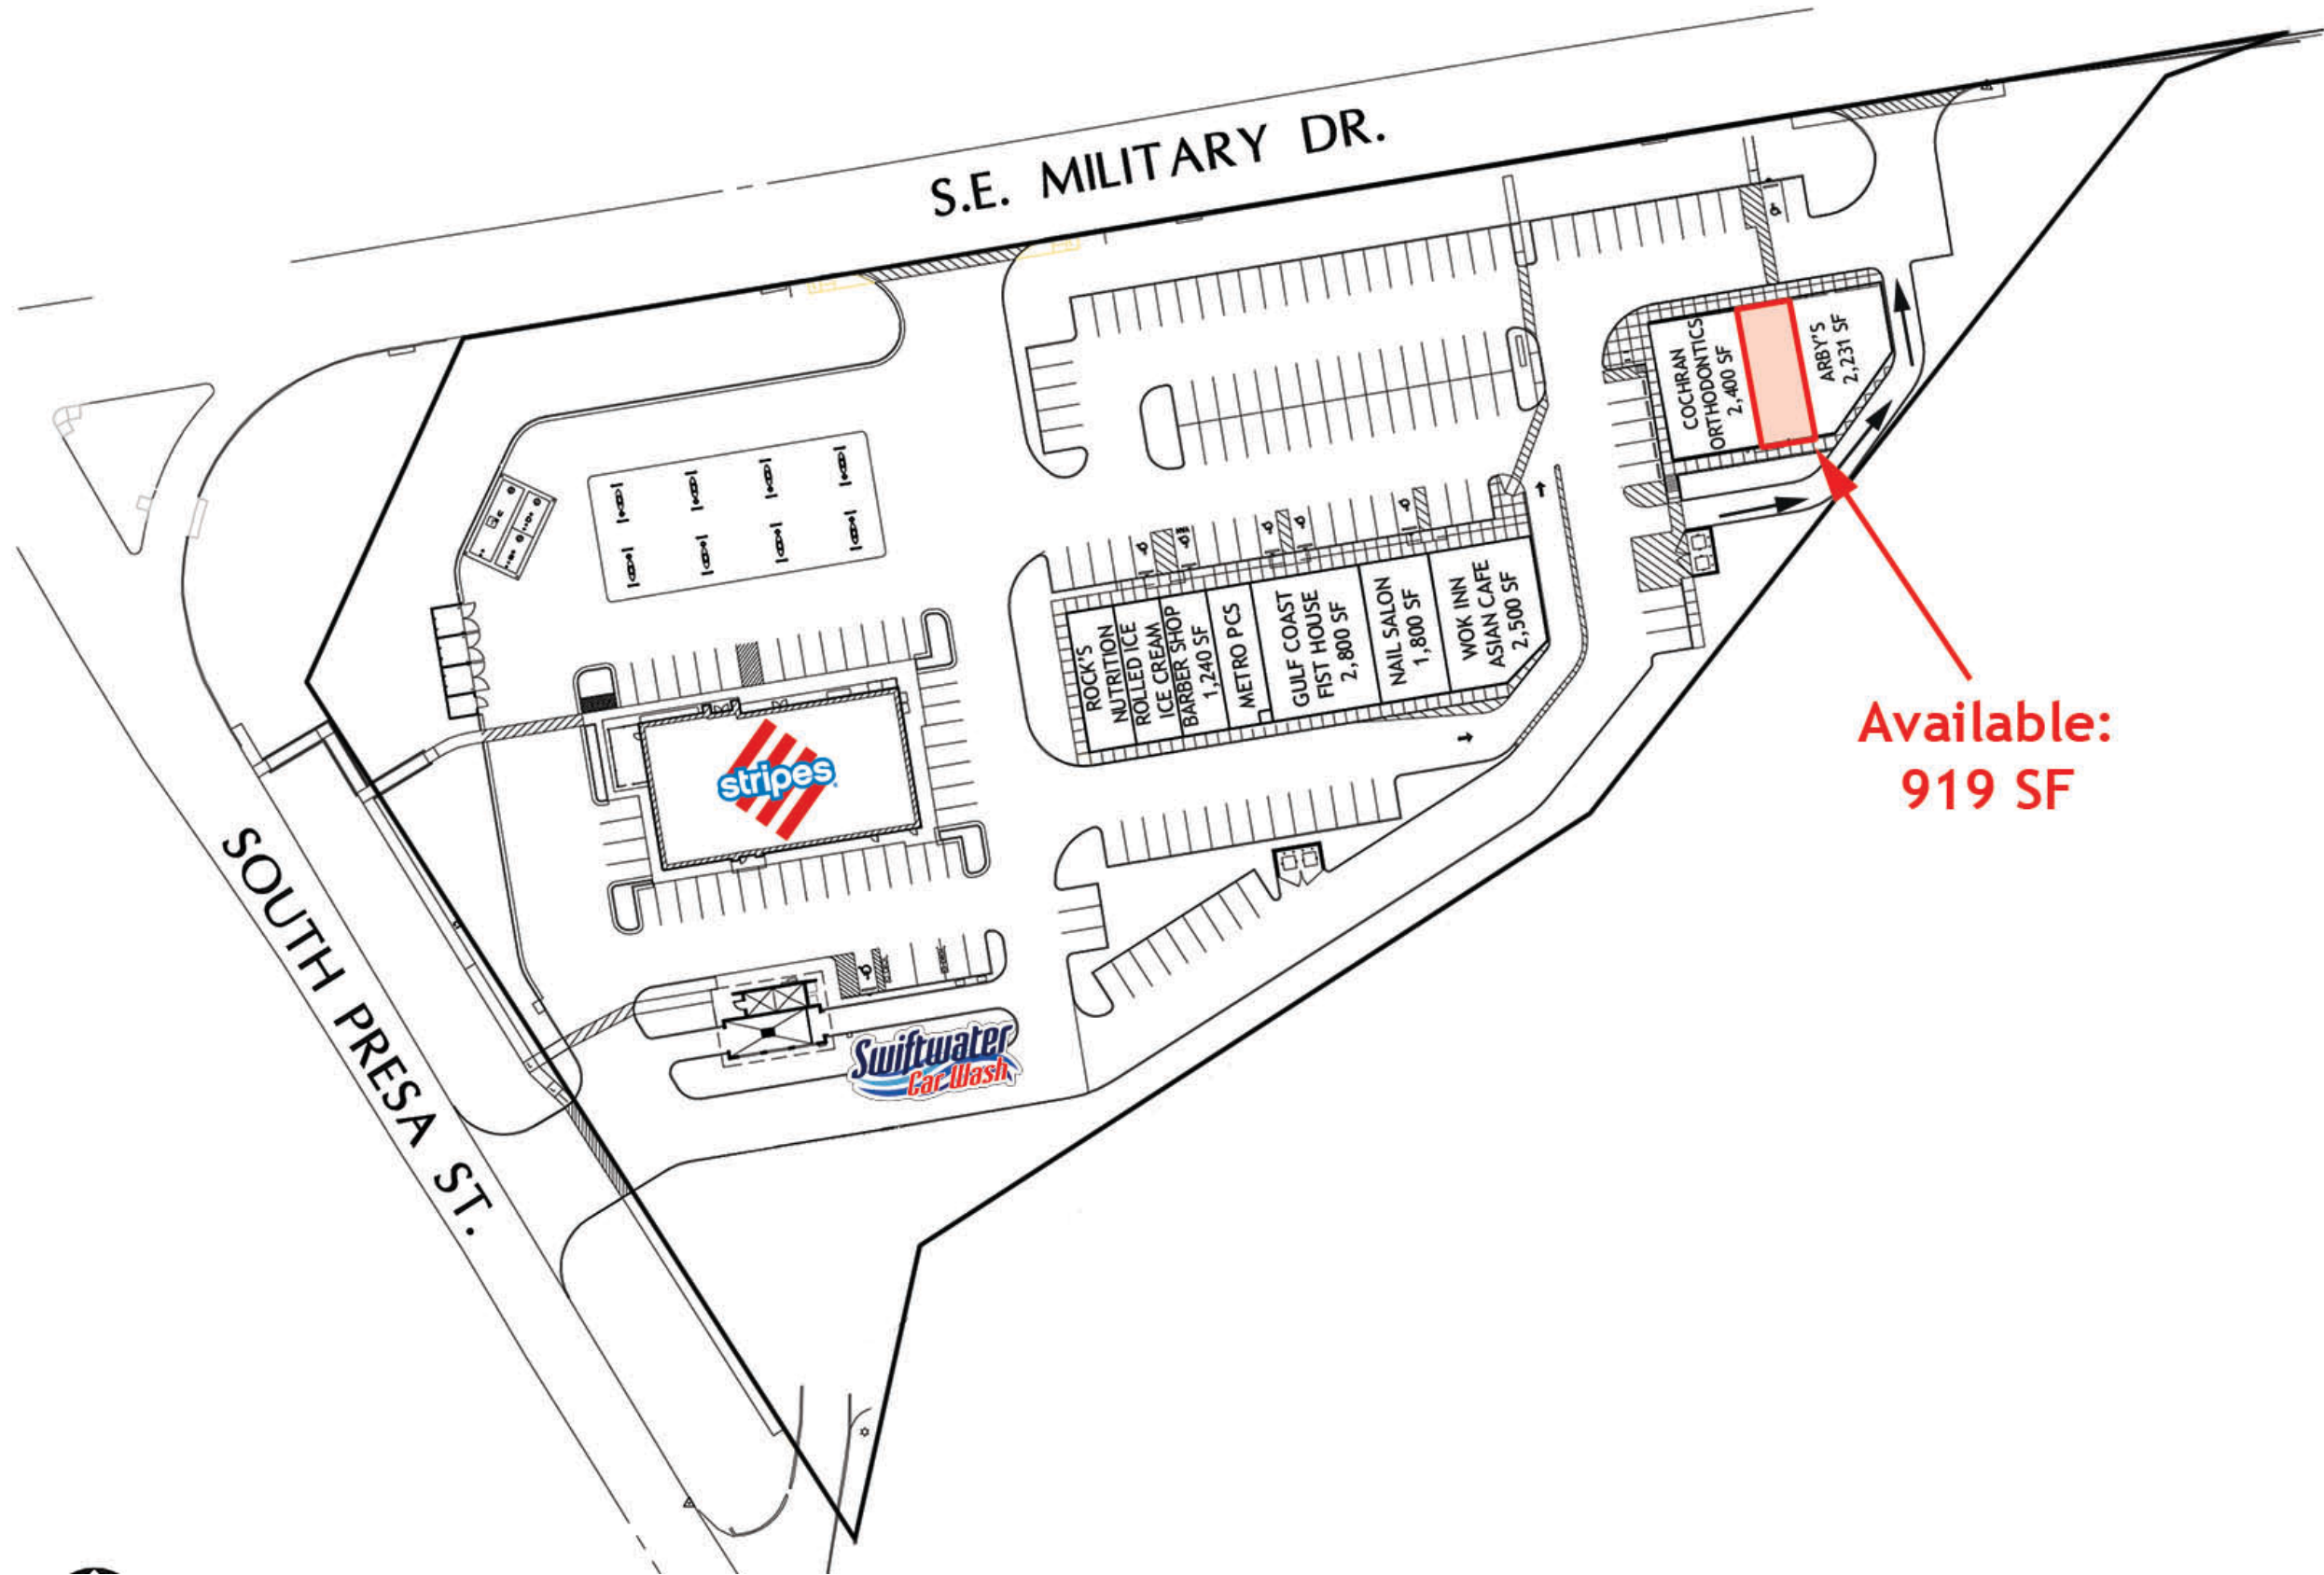 S.E. MILITARY DR.
COCHRAN
ORTHODONTICS
2,400 SF
ARBY'S
2,231 SF
ROCK'S
NUTRITION
ROLLED ICE
ICE CREAM
BARBER SHOP
1,240 SF
METRO PCS
GULF COAST
FIST HOUSE
2,800 SF
NAIL SALON
1,800 SF
WOK INN
ASIAN CAFE
2,500 SF
Available:
919 SF
stripes
SOUTH PRESA ST.
Swiftwater
Car Wash